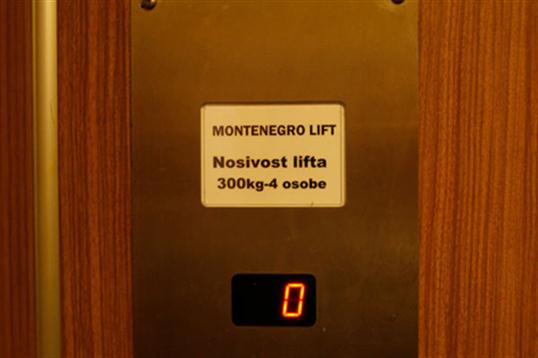 MONTENEGRO LIFT
Nosivost lifta
300kg-4 osobe
0